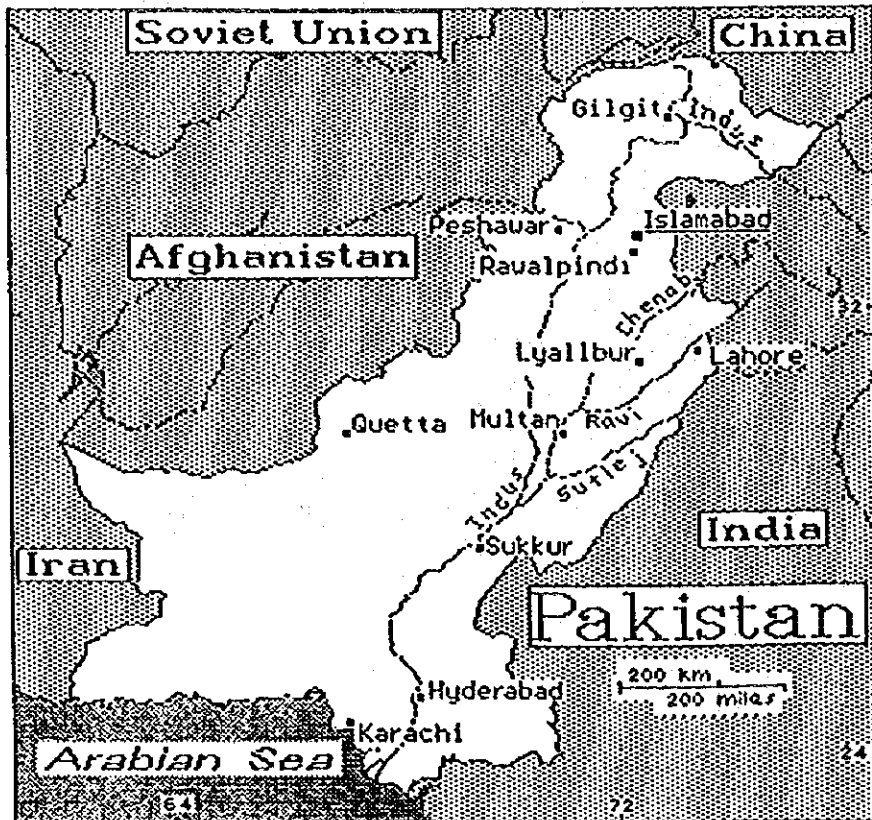 Soviet Union
China
Gilgit
Indus
Peshawar
Islamabad
Afghanistan
Rawalpindi
Chenab
32
Lyallbur
Lahore
Quetta
Multan
Ravi
Sutlej
Indus
India
Sukkur
Iran
Pakistan
200 km.
200 miles
Hyderabad
Karachi
Arabian Sea
24
64
72